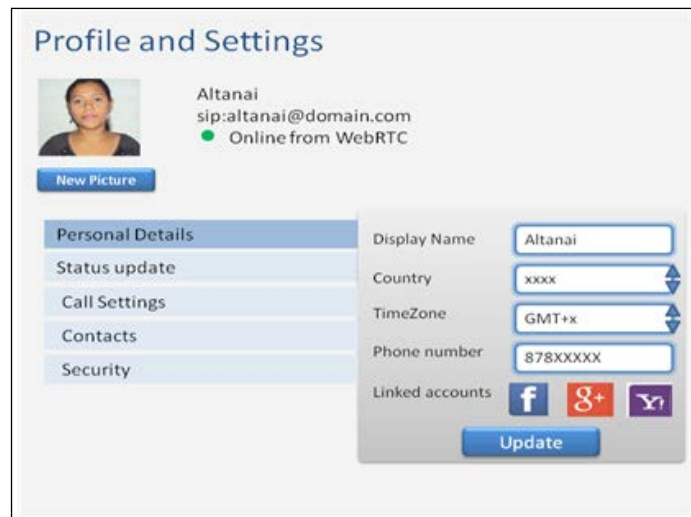 Profile and Settings
Altanai
sip:altanai@domain.com
Online from WebRTC
New Picture
Personal Details
Status update
Call Settings
Contacts
Security
Display Name Altanai
Country xxxx
TimeZone GMT+x
Phone number 878XXXXX
Linked accounts f g+ Y!
Update